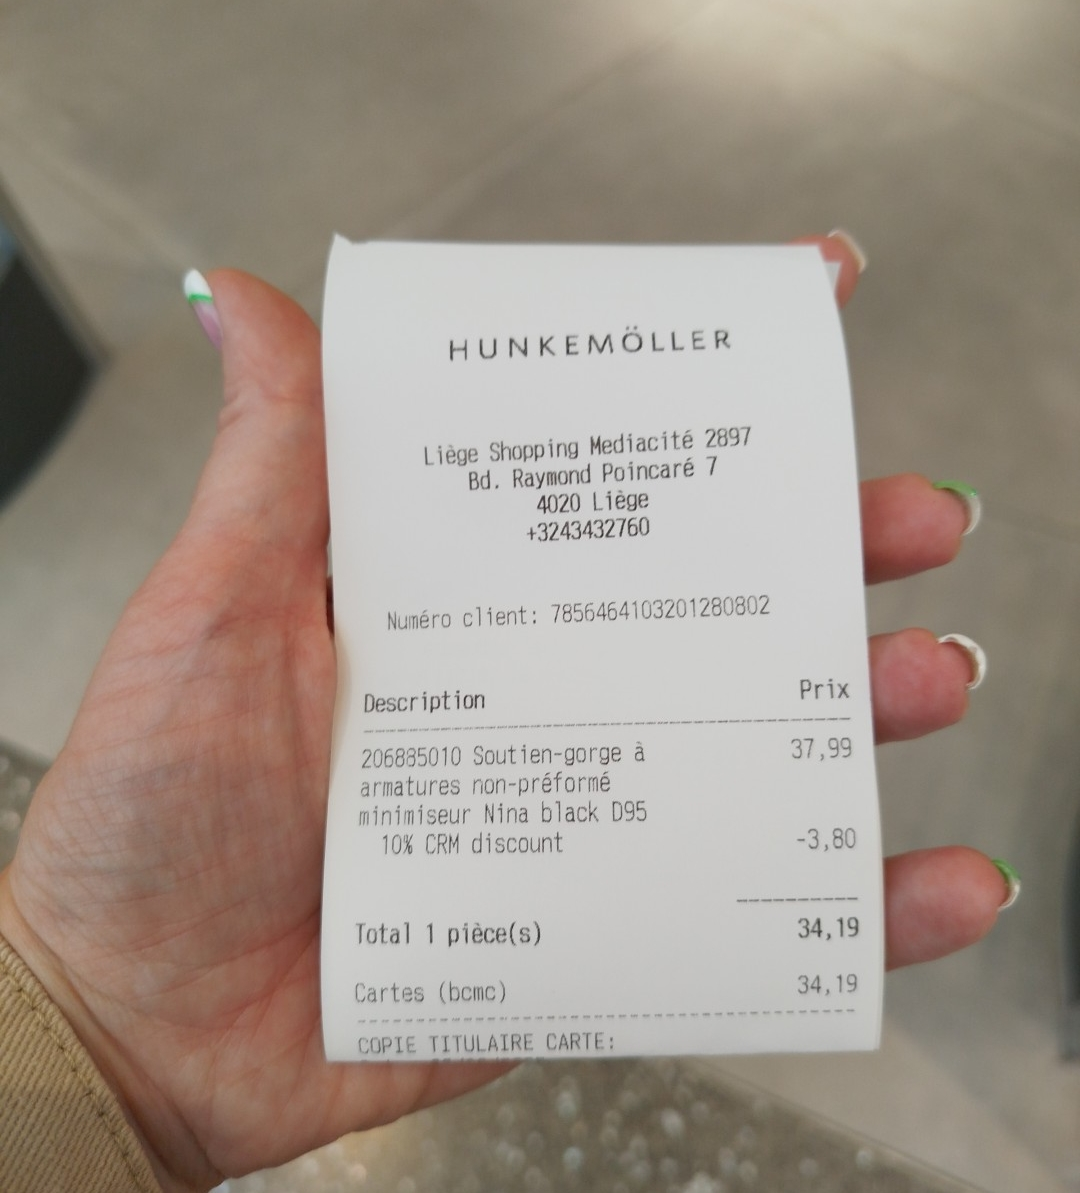 HUNKEMÖLLER
Liège Shopping Mediacité 2897
Bd. Raymond Poincaré 7
4020 Liège
+3243432760
Numéro client: 7856464103201280802
Description Prix
206885010 Soutien-gorge à 37,99
armatures non-préformé
minimiseur Nina black D95
10% CRM discount -3,80
Total 1 pièce(s) 34,19
Cartes (bcmc) 34,19
COPIE TITULAIRE CARTE: